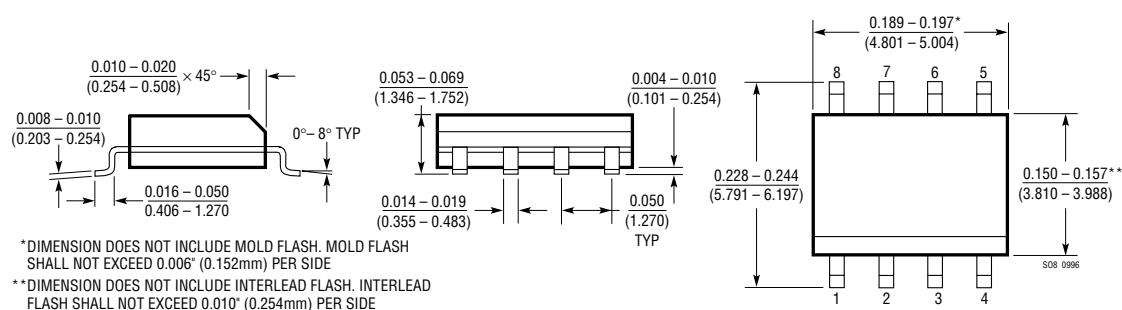 0.010 – 0.020
(0.254 – 0.508)
× 45°
0.008 – 0.010
(0.203 – 0.254)
0°– 8° TYP
0.016 – 0.050
0.406 – 1.270
0.053 – 0.069
(1.346 – 1.752)
0.004 – 0.010
(0.101 – 0.254)
0.014 – 0.019
(0.355 – 0.483)
0.050
(1.270)
TYP
0.189 – 0.197*
(4.801 – 5.004)
8 7 6 5
0.228 – 0.244
(5.791 – 6.197)
0.150 – 0.157**
(3.810 – 3.988)
1 2 3 4
SO8 0996
*DIMENSION DOES NOT INCLUDE MOLD FLASH. MOLD FLASH
SHALL NOT EXCEED 0.006" (0.152mm) PER SIDE
**DIMENSION DOES NOT INCLUDE INTERLEAD FLASH. INTERLEAD
FLASH SHALL NOT EXCEED 0.010" (0.254mm) PER SIDE